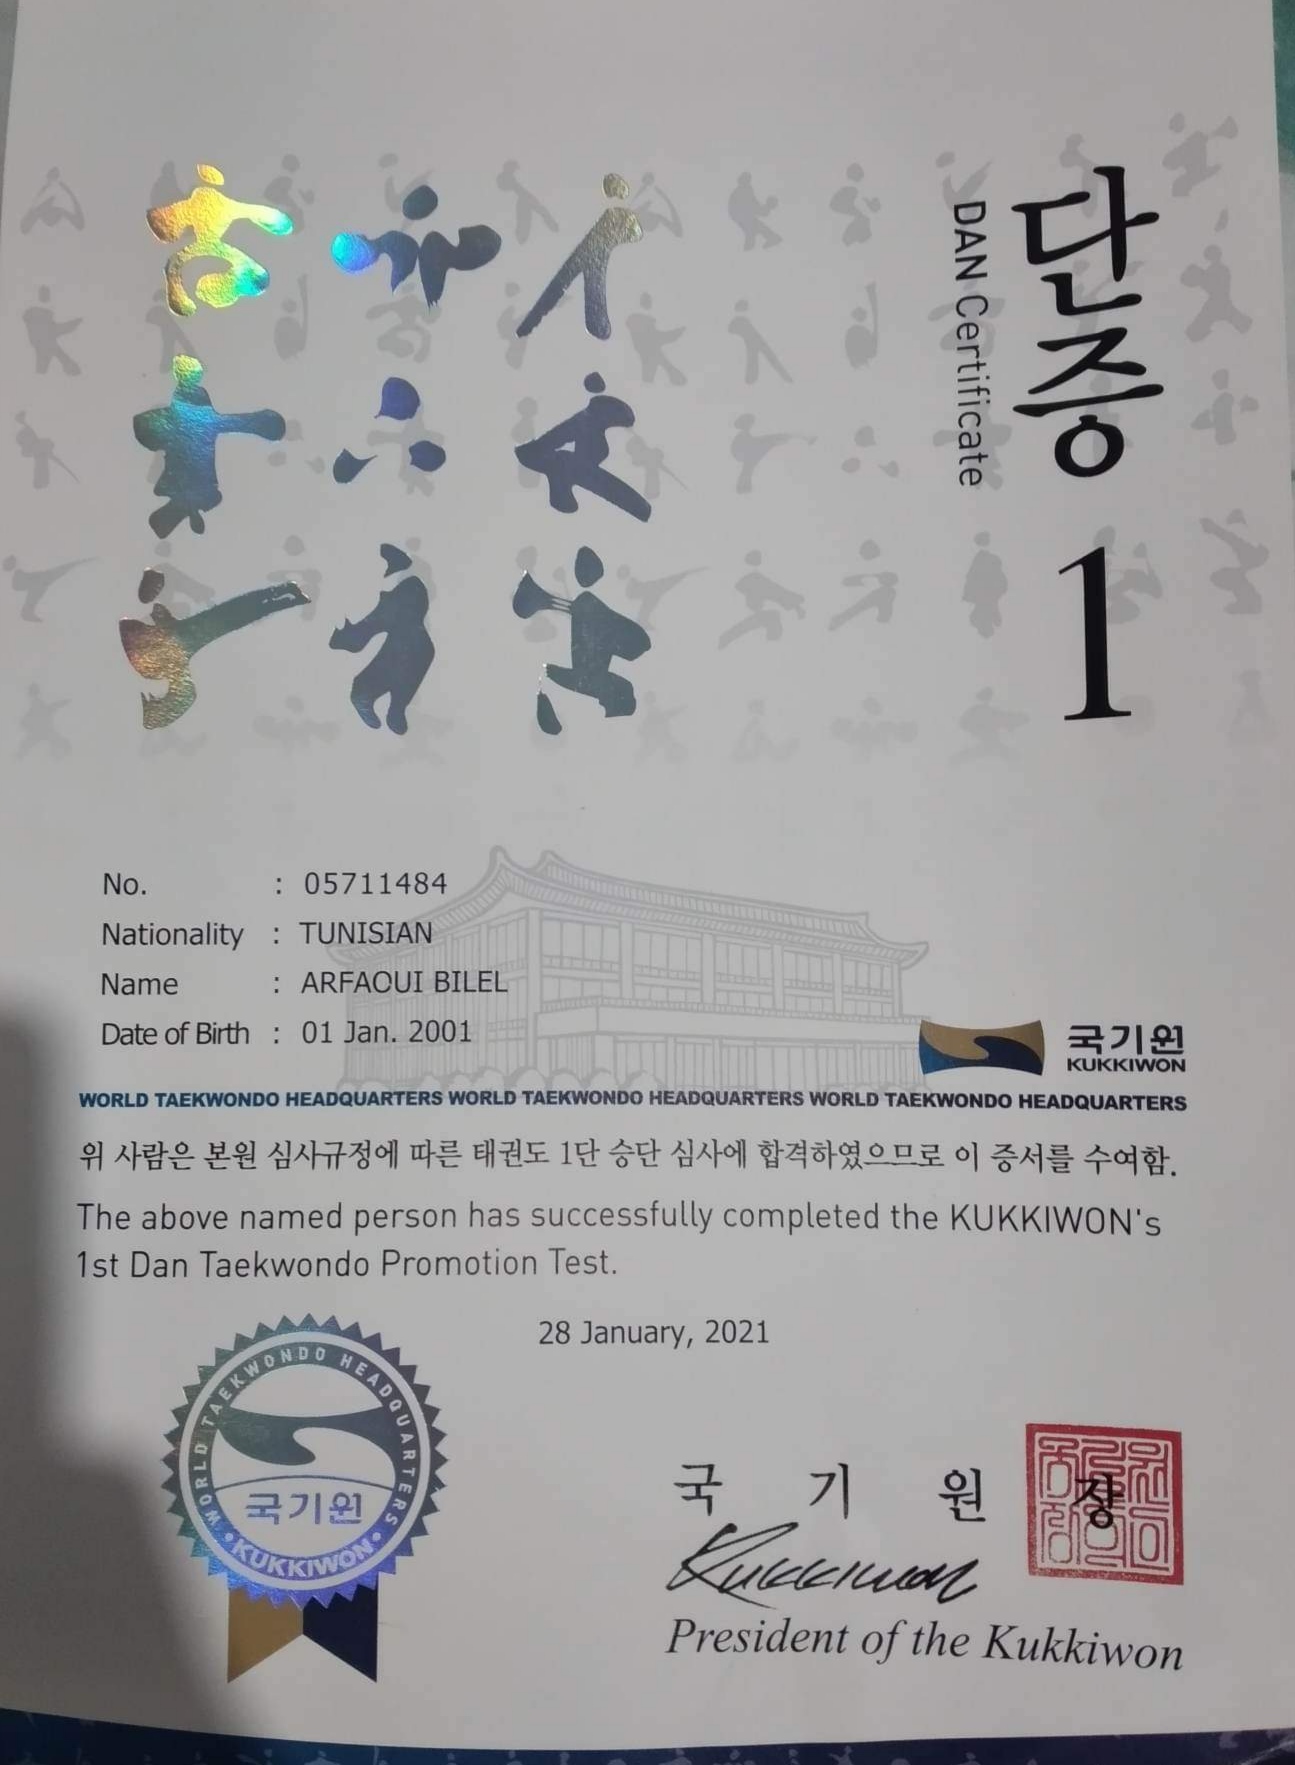 단증 1
DAN Certificate
No. : 05711484
Nationality : TUNISIAN
Name : ARFAOUI BILEL
Date of Birth : 01 Jan. 2001
국기원
KUKKIWON
WORLD TAEKWONDO HEADQUARTERS WORLD TAEKWONDO HEADQUARTERS WORLD TAEKWONDO HEADQUARTERS
위 사람은 본원 심사규정에 따른 태권도 1단 승단 심사에 합격하였으므로 이 증서를 수여함.
The above named person has successfully completed the KUKKIWON's
1st Dan Taekwondo Promotion Test.
28 January, 2021
WORLD TAEKWONDO HEADQUARTERS
국기원
• KUKKIWON •
국 기 원 장
Kukkiwon
President of the Kukkiwon